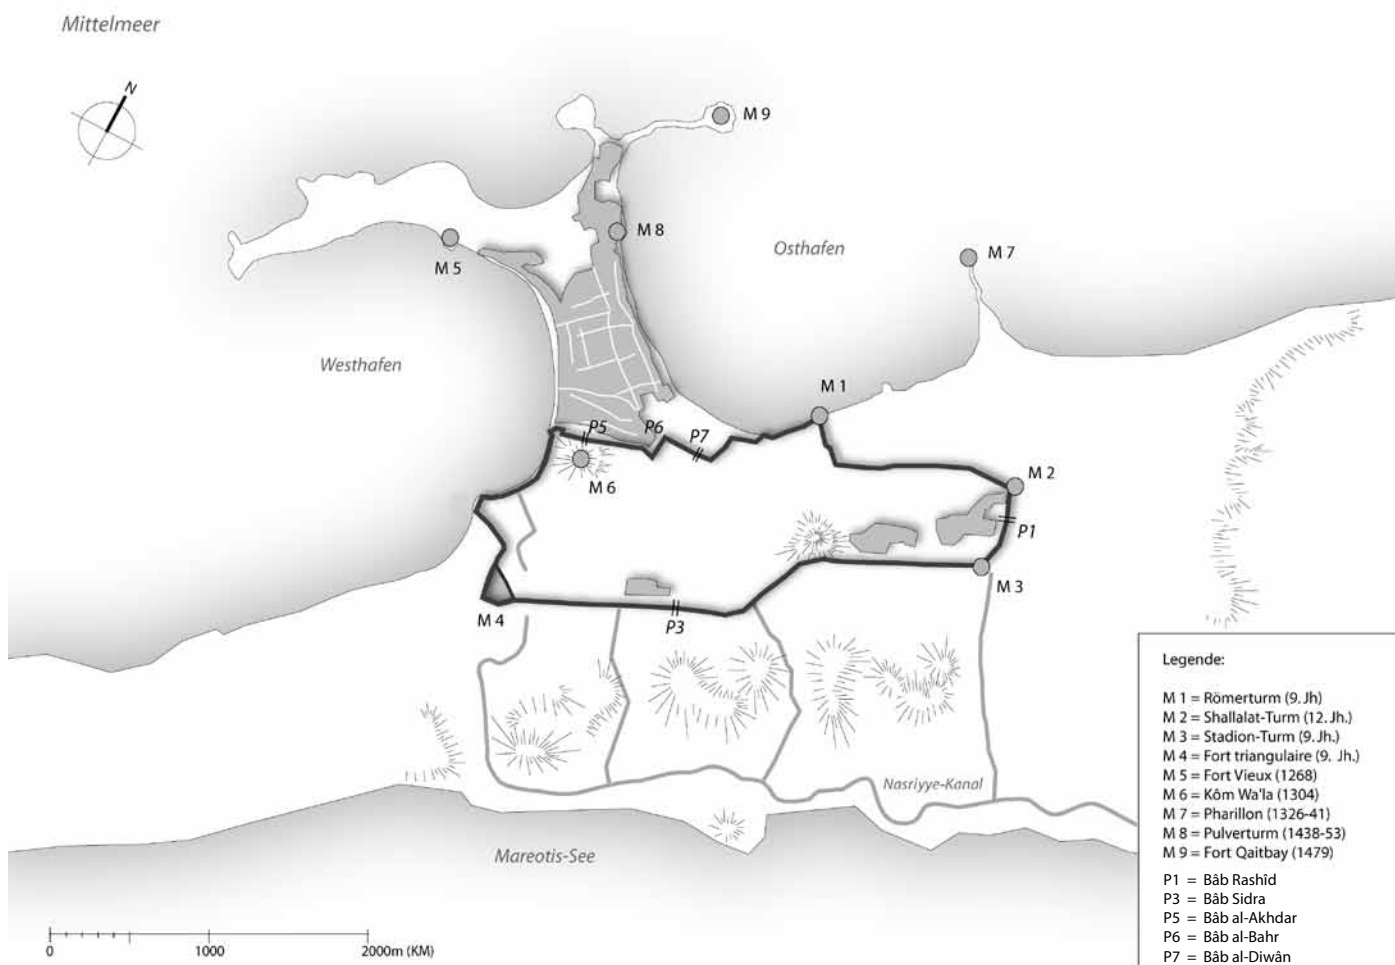 Mittelmeer
N
M 9
M 8
Osthafen
M 7
M 5
Westhafen
M 1
P5
P6
P7
M 6
M 2
P1
M 3
M 4
P3
Nasriyye-Kanal
Mareotis-See
0
1000
2000m (KM)
Legende:
M 1 = Römerturm (9. Jh)
M 2 = Shallalat-Turm (12. Jh.)
M 3 = Stadion-Turm (9. Jh.)
M 4 = Fort triangulaire (9. Jh.)
M 5 = Fort Vieux (1268)
M 6 = Kôm Wa'la (1304)
M 7 = Pharillon (1326-41)
M 8 = Pulverturm (1438-53)
M 9 = Fort Qaitbay (1479)
P1 = Bâb Rashîd
P3 = Bâb Sidra
P5 = Bâb al-Akhdar
P6 = Bâb al-Bahr
P7 = Bâb al-Diwân